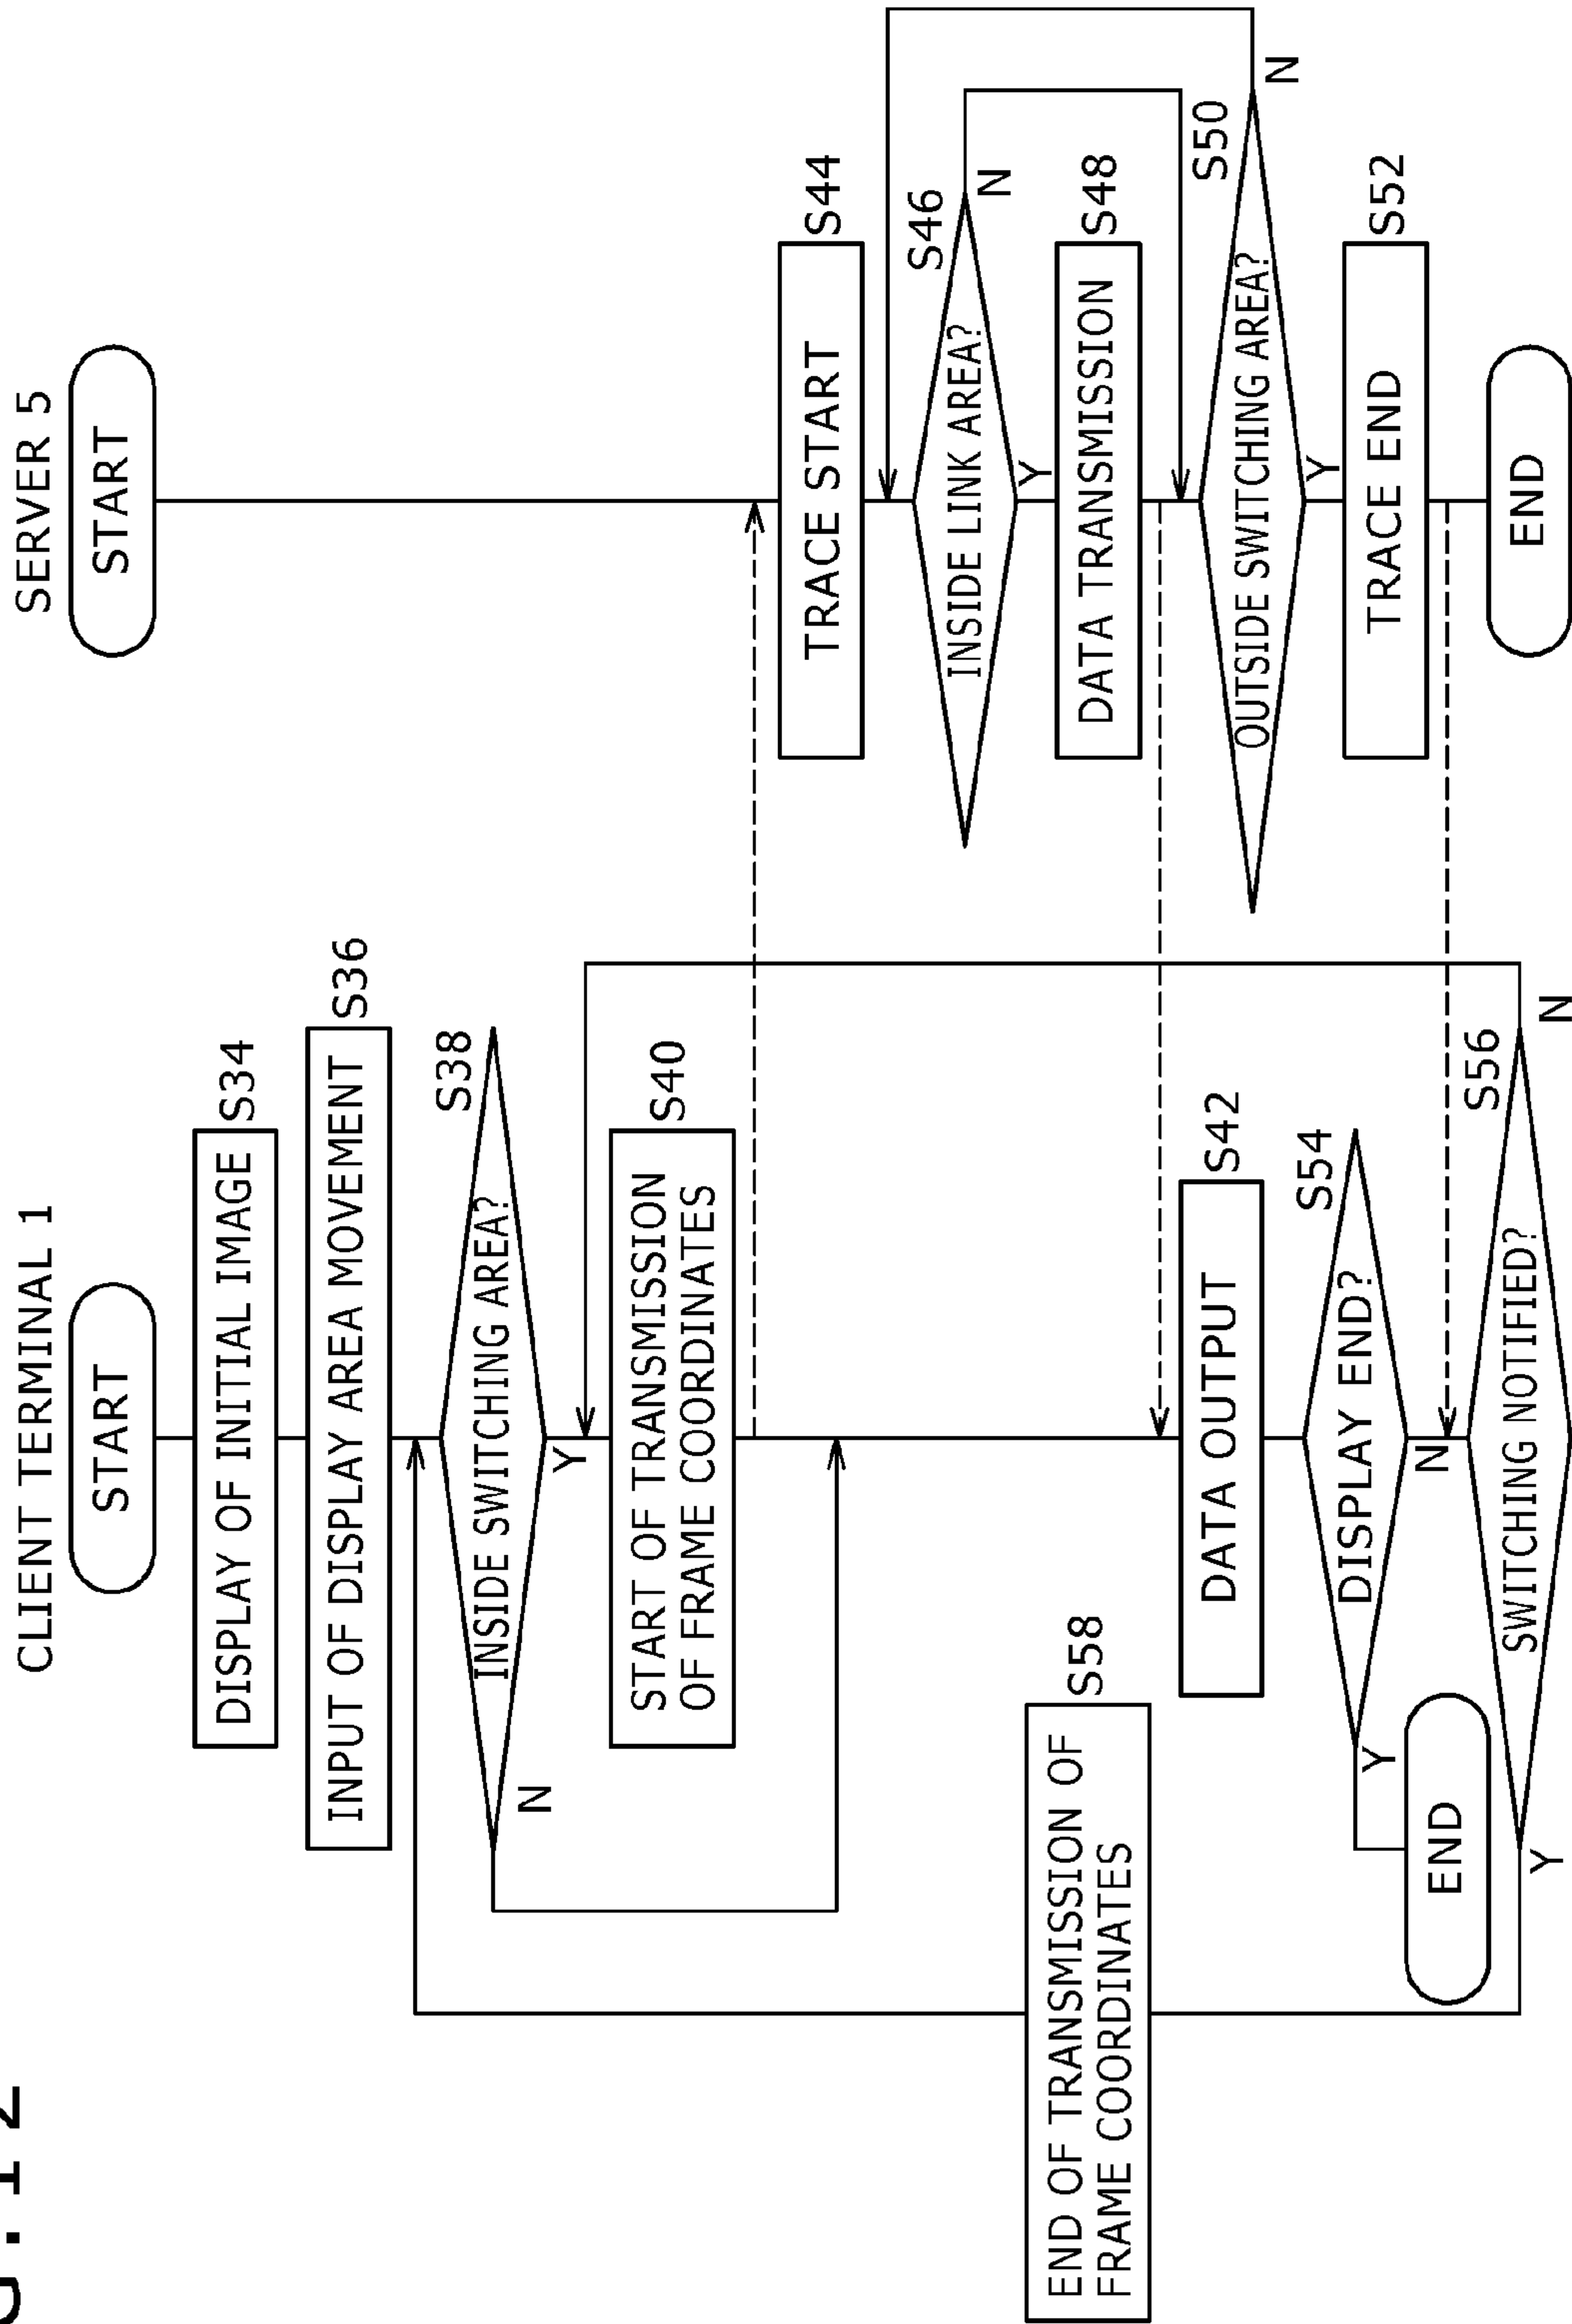 CLIENT TERMINAL 1
START
DISPLAY OF INITIAL IMAGE
S34
INPUT OF DISPLAY AREA MOVEMENT
S36
INSIDE SWITCHING AREA?
S38
N
Y
START OF TRANSMISSION
OF FRAME COORDINATES
S40
END OF TRANSMISSION OF
FRAME COORDINATES
S58
DATA OUTPUT
S42
DISPLAY END?
S54
Y
N
END
SWITCHING NOTIFIED?
S56
Y
N
SERVER 5
START
TRACE START
S44
INSIDE LINK AREA?
S46
N
Y
DATA TRANSMISSION
S48
OUTSIDE SWITCHING AREA?
S50
N
Y
TRACE END
S52
END